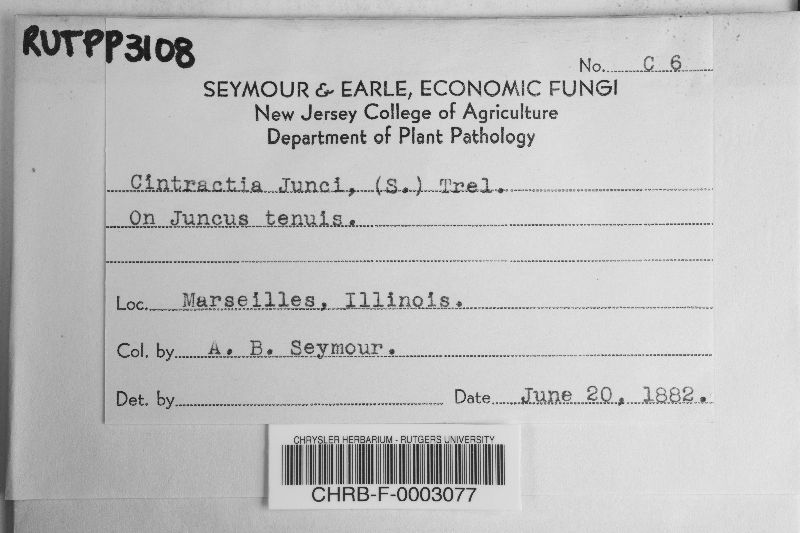 RUTPP3108
No. C 6
SEYMOUR & EARLE, ECONOMIC FUNGI
New Jersey College of Agriculture
Department of Plant Pathology
Cintractia Junci, (S.) Trel.
On Juncus tenuis.
Loc. Marseilles, Illinois.
Col. by A. B. Seymour.
Det. by Date June 20, 1882.
CHRYSLER HERBARIUM - RUTGERS UNIVERSITY
CHRB-F-0003077